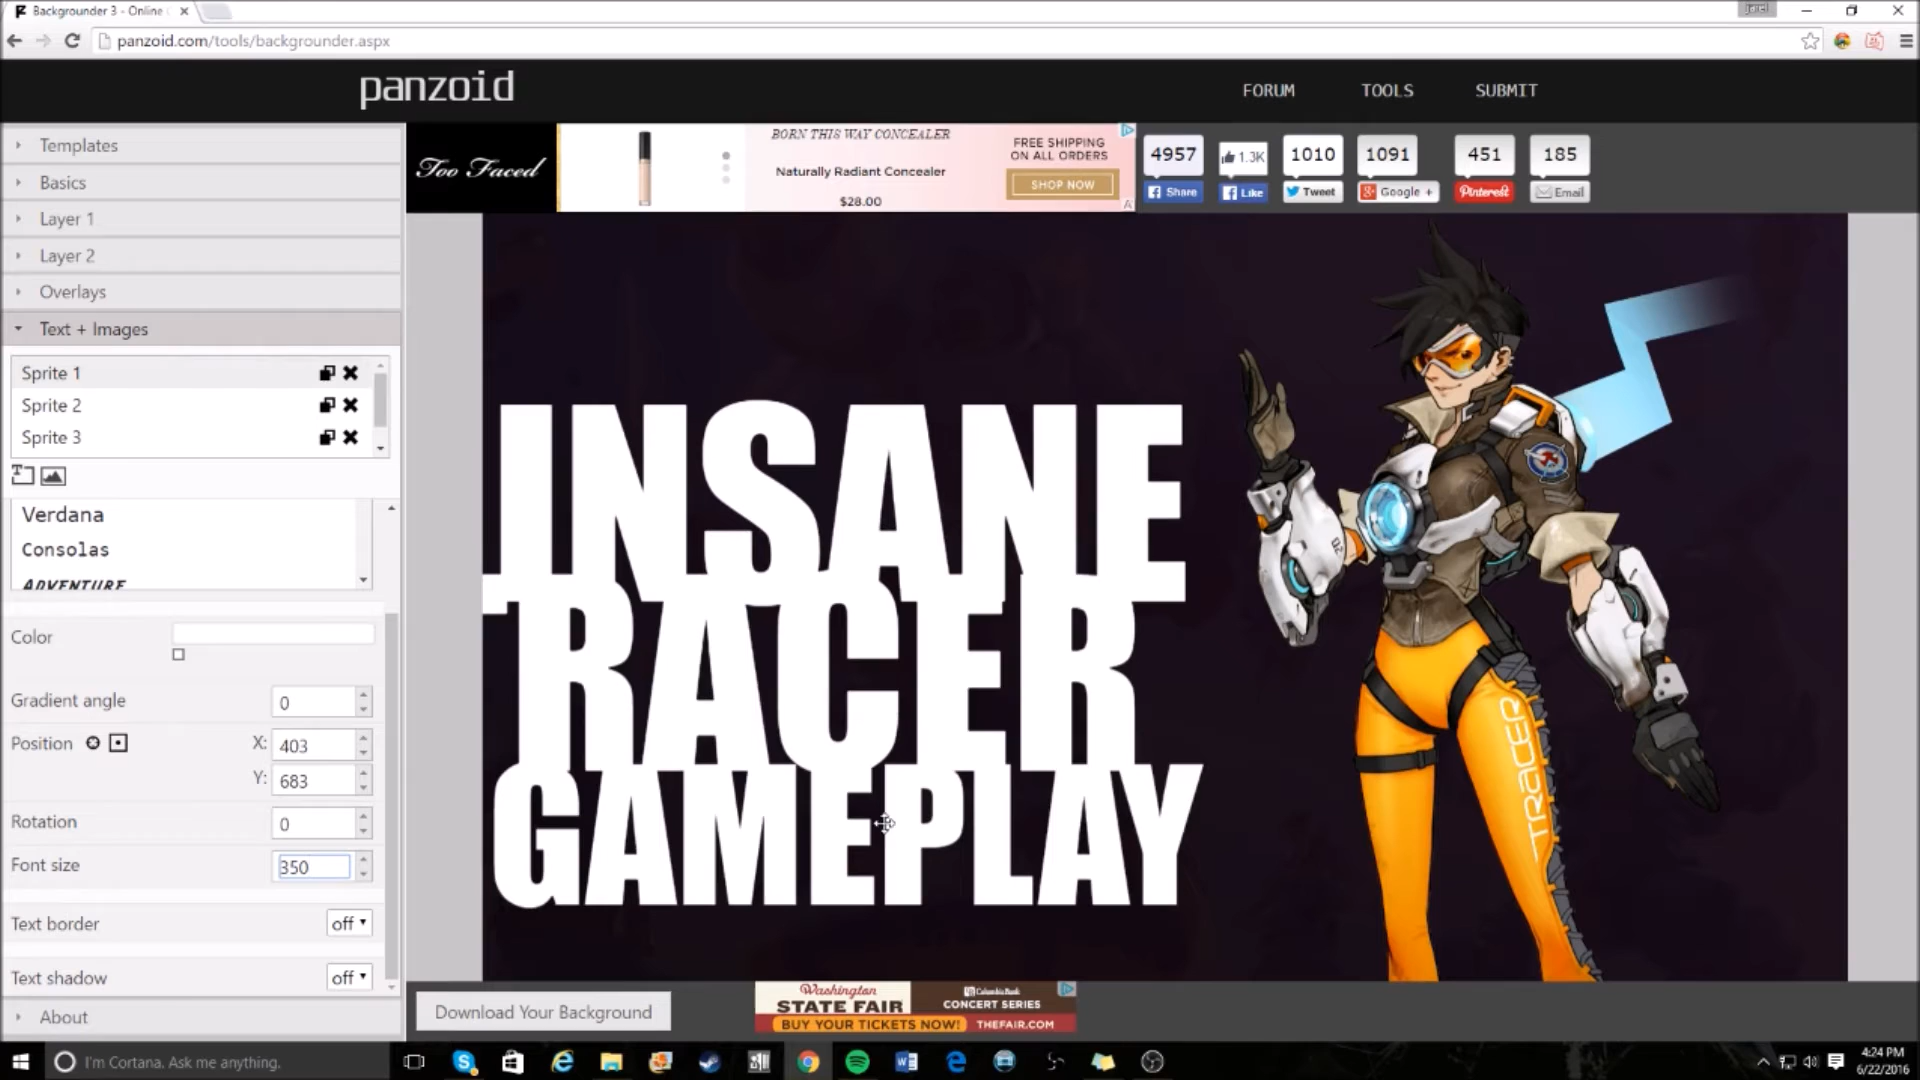 Backgrounder 3 - Online
panzoid.com/tools/backgrounder.aspx
panzoid
FORUM
TOOLS
SUBMIT
Templates
Basics
Layer 1
Layer 2
Overlays
Text + Images
Sprite 1
Sprite 2
Sprite 3
Verdana
Consolas
ADVENTURE
Color
Gradient angle
0
Position
X: 403
Y: 683
Rotation
0
Font size
350
Text border
off
Text shadow
off
About
Too Faced
BORN THIS WAY CONCEALER
Naturally Radiant Concealer
$28.00
FREE SHIPPING
ON ALL ORDERS
SHOP NOW
4957
Share
1.3K
Like
1010
Tweet
1091
Google +
451
Pinterest
185
Email
INSANE
TRACER
GAMEPLAY
02
TRACER
Download Your Background
Washington
STATE FAIR
Columbia Bank
CONCERT SERIES
BUY YOUR TICKETS NOW!
THEFAIR.COM
I'm Cortana. Ask me anything.
4:24 PM
6/22/2016